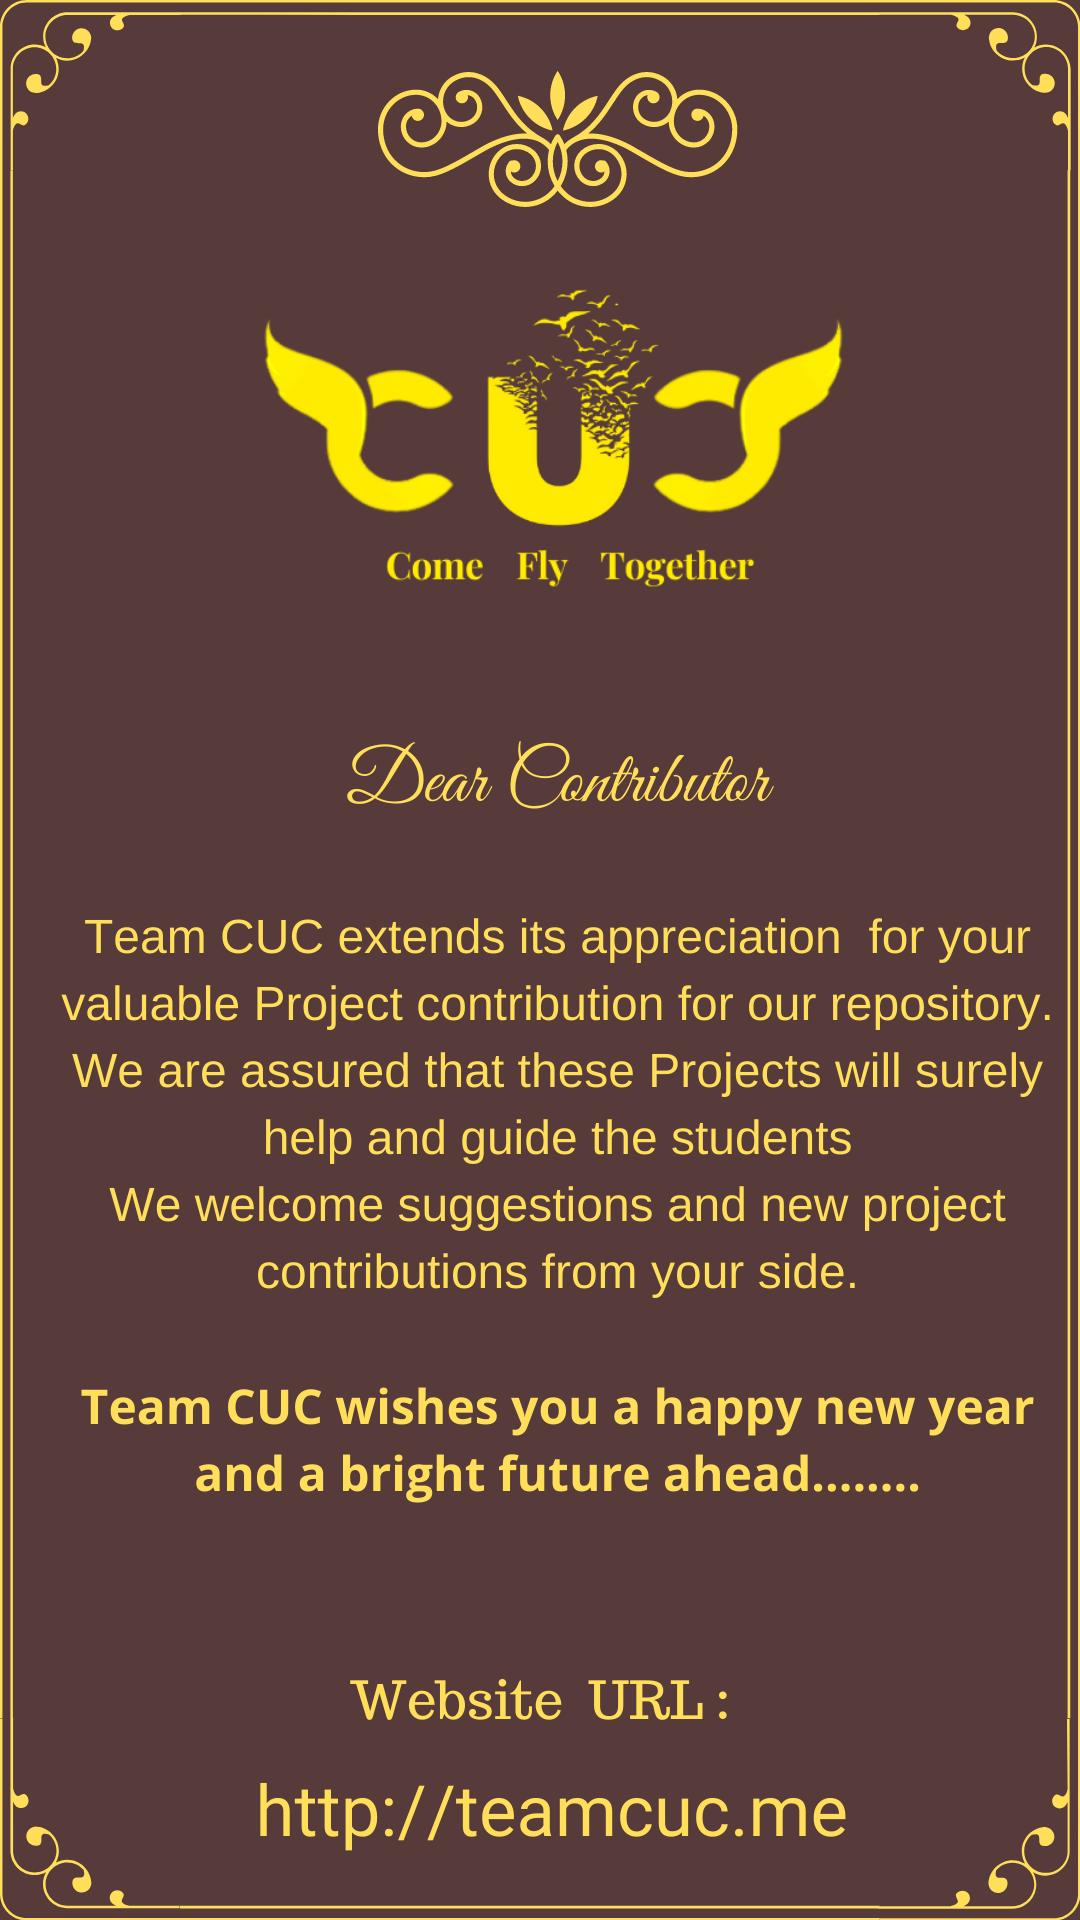 CUC
Come Fly Together
Dear Contributor
Team CUC extends its appreciation  for your
valuable Project contribution for our repository.
We are assured that these Projects will surely
help and guide the students
We welcome suggestions and new project
contributions from your side.
Team CUC wishes you a happy new year
and a bright future ahead........
Website URL :
http://teamcuc.me